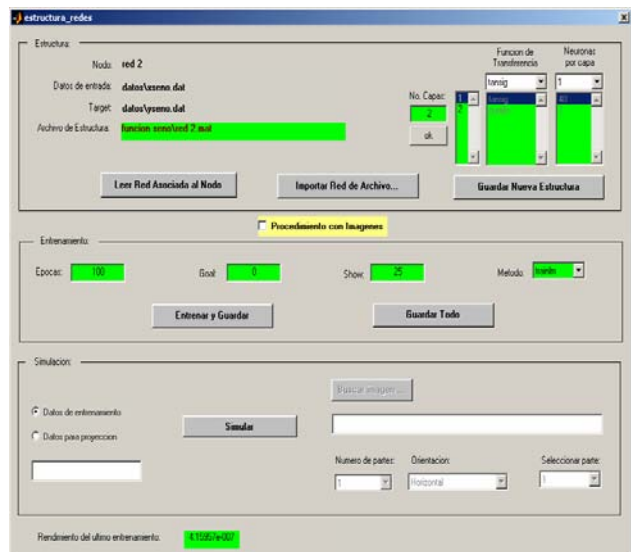 estructura_redes
Estructura:
Nodo: red 2
Datos de entrada: datos\xseno.dat
Target: datos\yseno.dat
Archivo de Estructura: funcion seno\red 2.mat
No. Capas:
2
ok
Funcion de Transferencia
Neuronas por capa
tansig
1
1
2
tansig
40
Leer Red Asociada al Nodo
Importar Red de Archivo...
Guardar Nueva Estructura
Procedimiento con Imagenes
Entrenamiento:
Epocas: 100
Goal: 0
Show: 25
Metodo: trainlm
Entrenar y Guardar
Guardar Todo
Simulacion:
Datos de entrenamiento
Datos para proyeccion
Simular
Buscar imagen ...
Numero de partes:
Orientacion:
Seleccionar parte:
1
Horizontal
1
Rendimiento del ultimo entrenamiento: 4.15957e-007